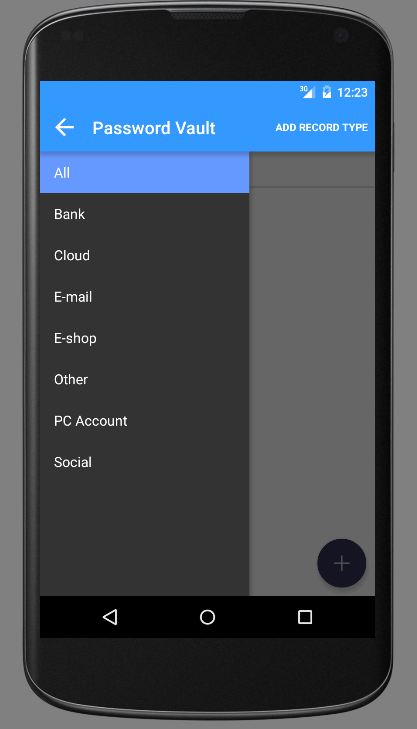 3G 12:23
Password Vault ADD RECORD TYPE
All
Bank
Cloud
E-mail
E-shop
Other
PC Account
Social